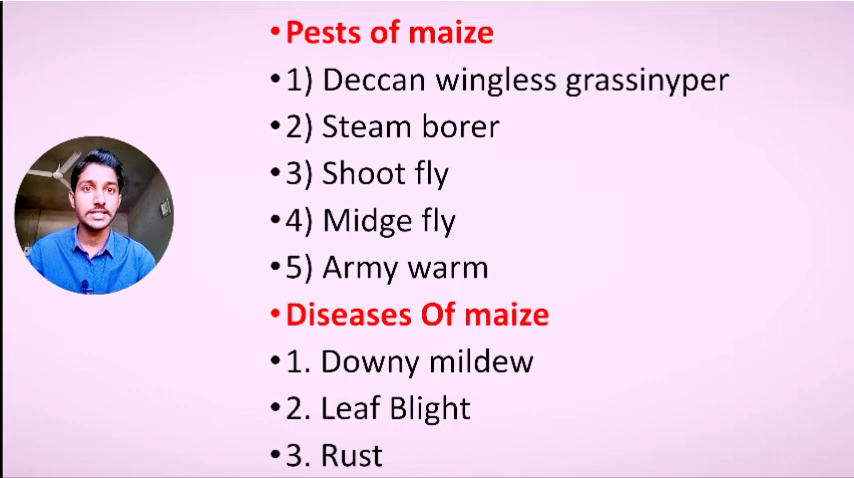 •Pests of maize
•1) Deccan wingless grassinyper
•2) Steam borer
•3) Shoot fly
•4) Midge fly
•5) Army warm
•Diseases Of maize
•1. Downy mildew
•2. Leaf Blight
•3. Rust